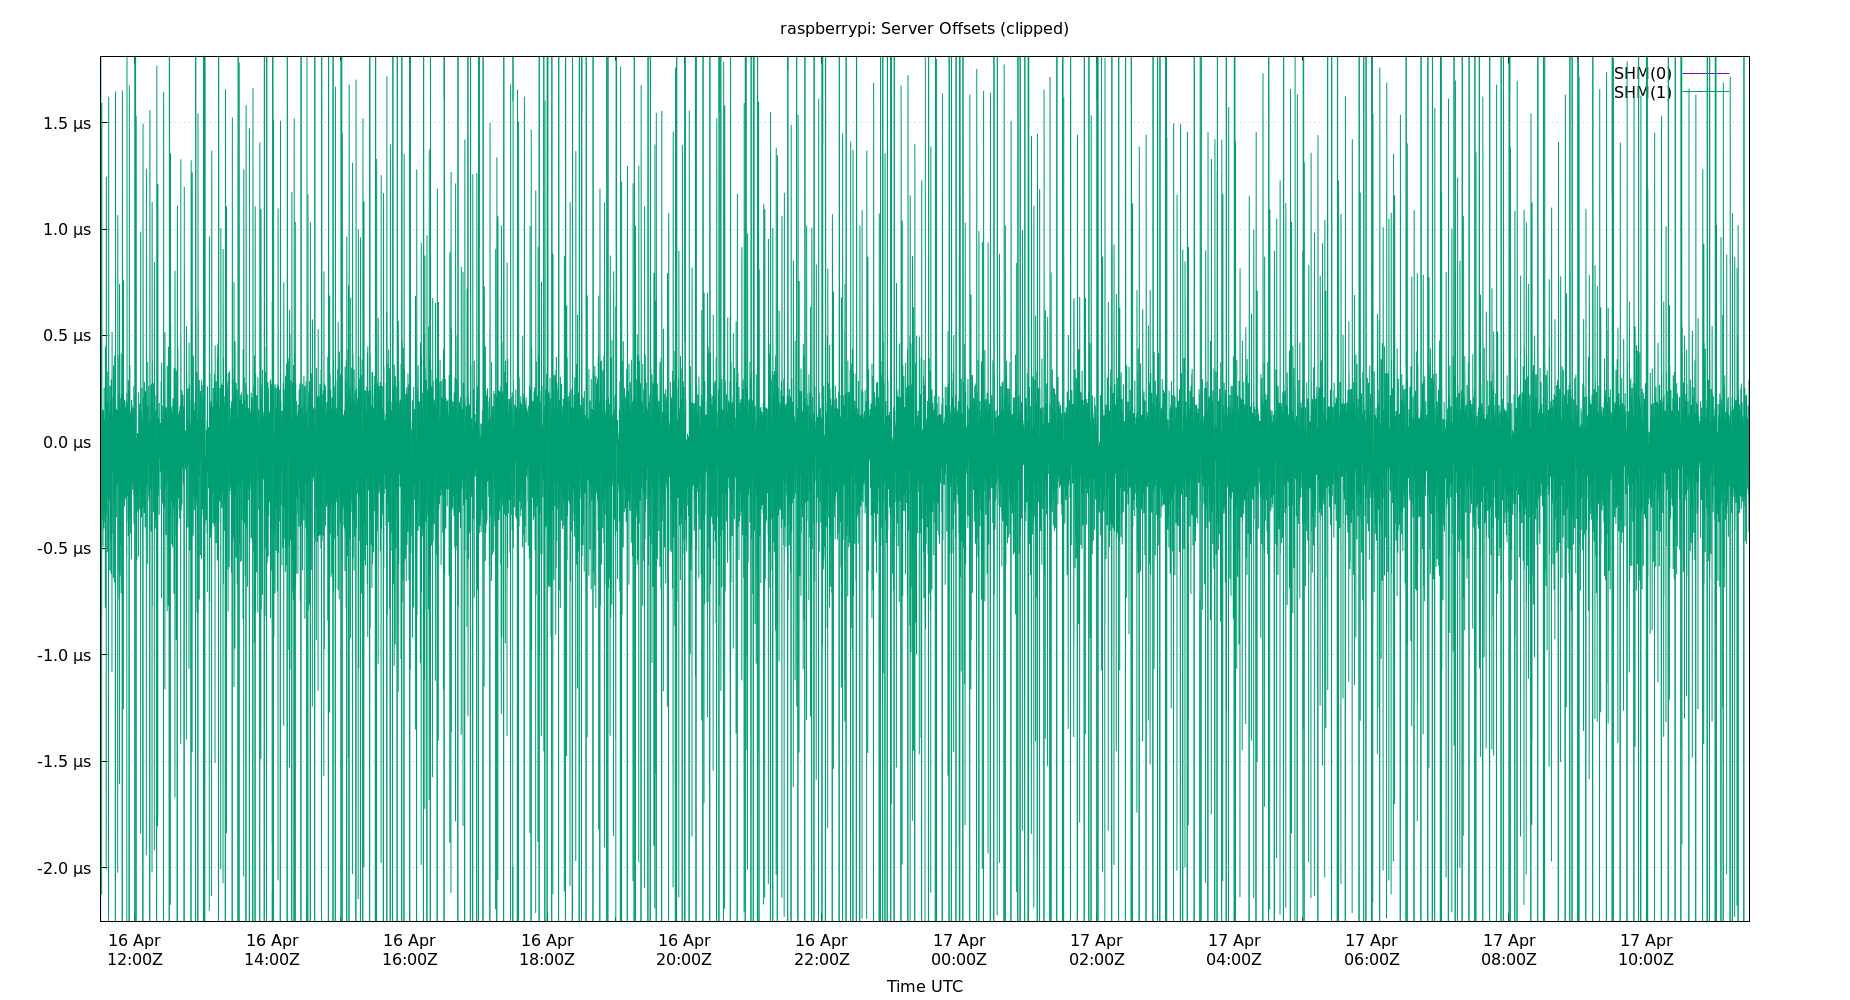 raspberrypi: Server Offsets (clipped)
SHM(0)
SHM(1)
1.5 µs
1.0 µs
0.5 µs
0.0 µs
-0.5 µs
-1.0 µs
-1.5 µs
-2.0 µs
16 Apr 16 Apr 16 Apr 16 Apr 16 Apr 16 Apr 17 Apr 17 Apr 17 Apr 17 Apr 17 Apr 17 Apr
12:00Z 14:00Z 16:00Z 18:00Z 20:00Z 22:00Z 00:00Z 02:00Z 04:00Z 06:00Z 08:00Z 10:00Z
Time UTC